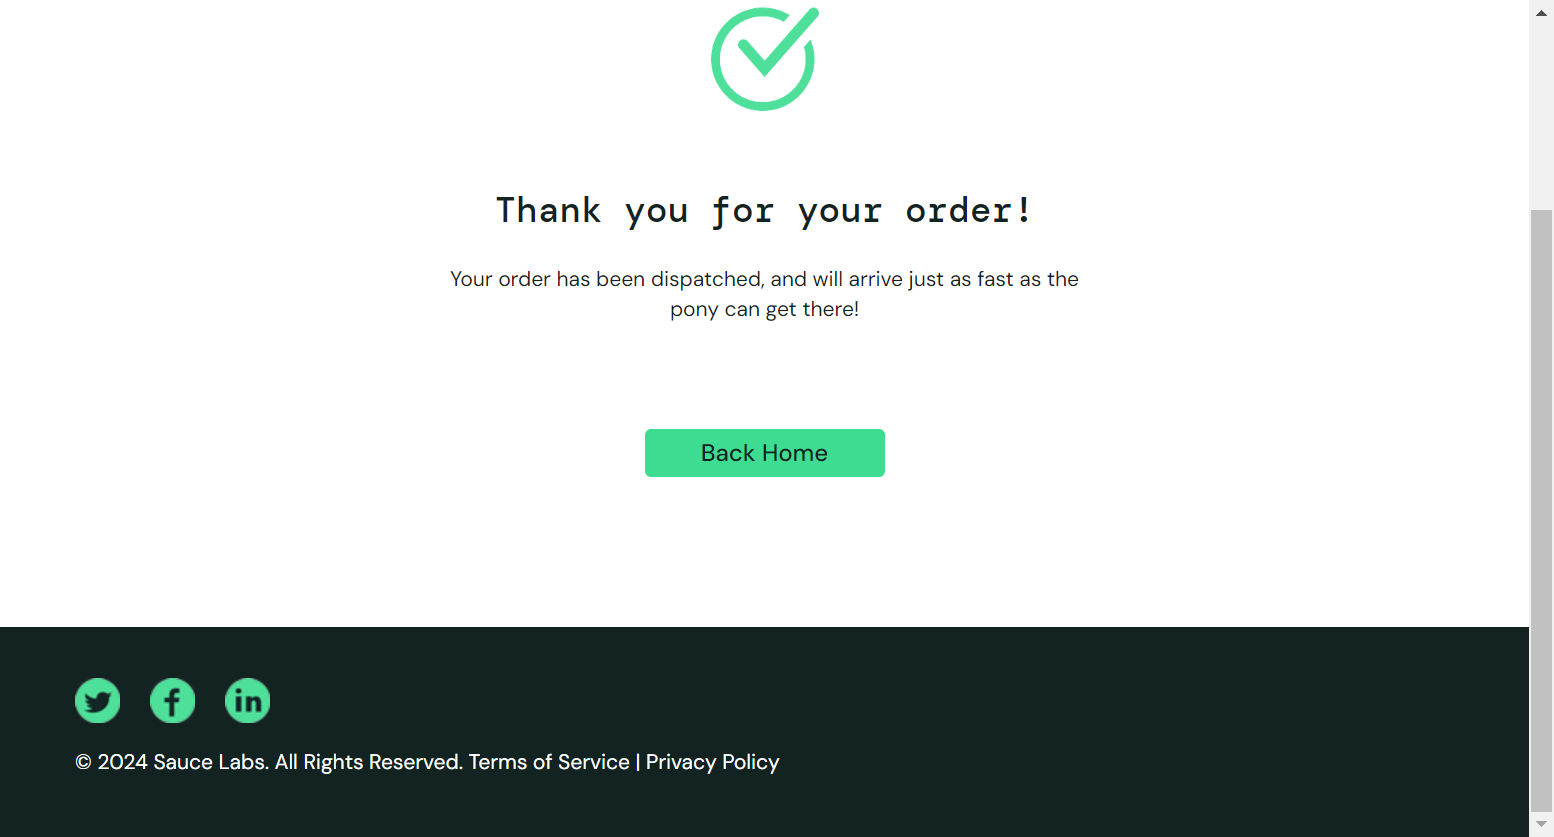 Thank you for your order!
Your order has been dispatched, and will arrive just as fast as the
pony can get there!
Back Home
© 2024 Sauce Labs. All Rights Reserved. Terms of Service | Privacy Policy